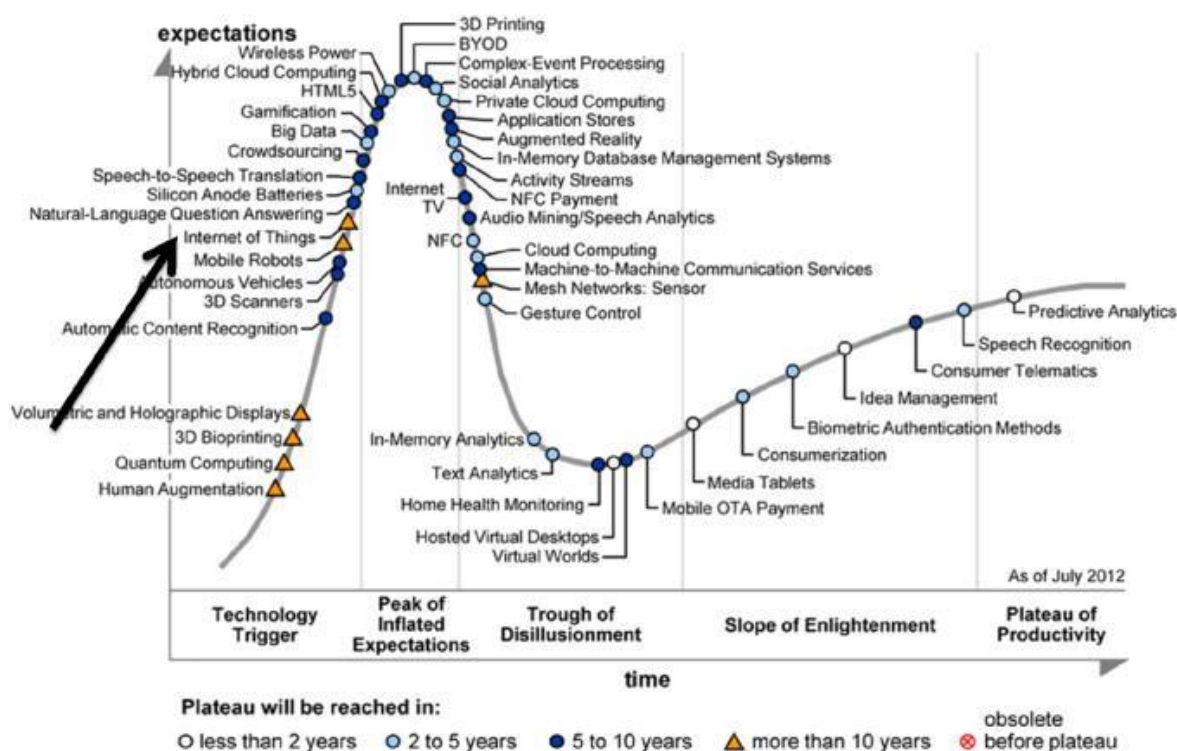 expectations
3D Printing
BYOD
Wireless Power
Complex-Event Processing
Hybrid Cloud Computing
Social Analytics
HTML5
Private Cloud Computing
Gamification
Application Stores
Big Data
Augmented Reality
Crowdsourcing
In-Memory Database Management Systems
Speech-to-Speech Translation
Activity Streams
Silicon Anode Batteries
Internet
TV
NFC Payment
Natural-Language Question Answering
Audio Mining/Speech Analytics
Internet of Things
NFC
Cloud Computing
Mobile Robots
Machine-to-Machine Communication Services
Autonomous Vehicles
Mesh Networks: Sensor
3D Scanners
Gesture Control
Automatic Content Recognition
Predictive Analytics
Speech Recognition
Consumer Telematics
Idea Management
Volumetric and Holographic Displays
Biometric Authentication Methods
3D Bioprinting
In-Memory Analytics
Consumerization
Quantum Computing
Text Analytics
Media Tablets
Human Augmentation
Home Health Monitoring
Mobile OTA Payment
Hosted Virtual Desktops
Virtual Worlds
As of July 2012
Technology
Trigger
Peak of
Inflated
Expectations
Trough of
Disillusionment
Slope of Enlightenment
Plateau of
Productivity
time
Plateau will be reached in:
less than 2 years
2 to 5 years
5 to 10 years
more than 10 years
obsolete
before plateau